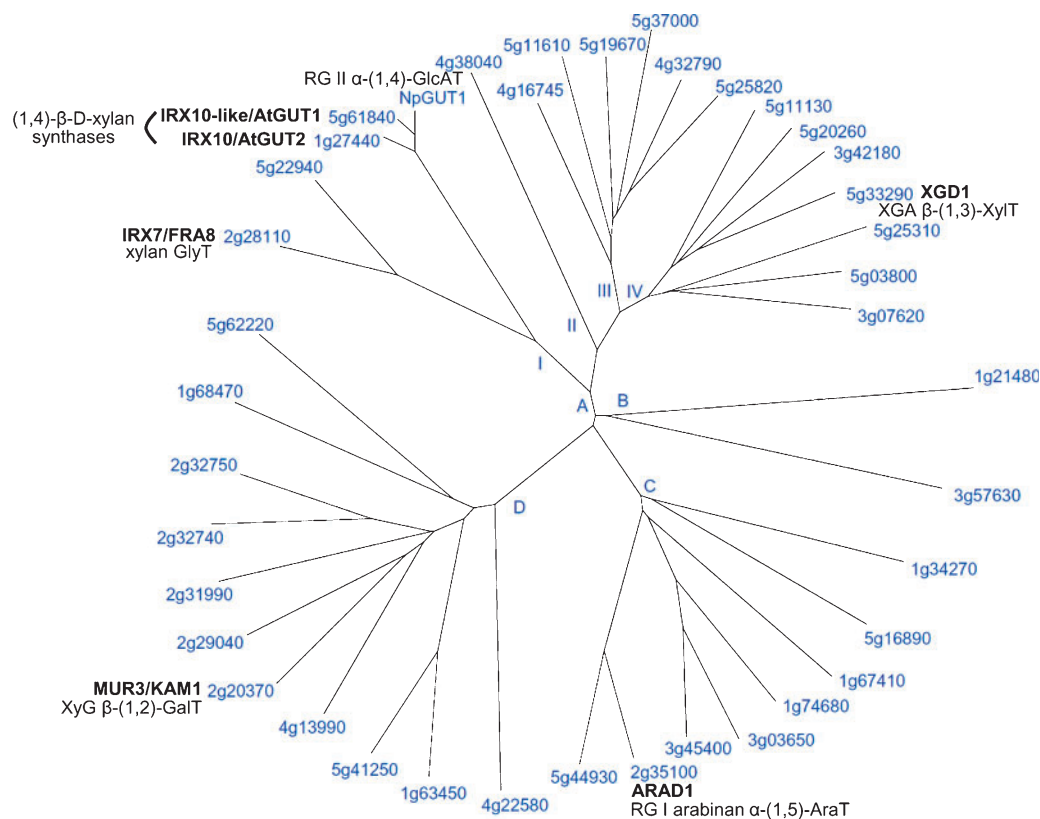 5g37000
5g11610 5g19670
4g38040
4g32790
RG II α-(1,4)-GlcAT
4g16745
5g25820
NpGUT1
5g11130
(1,4)-β-D-xylan
synthases
IRX10-like/AtGUT1 5g61840
IRX10/AtGUT2 1g27440
5g20260
3g42180
5g22940
5g33290 XGD1
XGA β-(1,3)-XylT
5g25310
IRX7/FRA8 2g28110
xylan GlyT
5g03800
III IV
3g07620
5g62220
II
I
1g21480
1g68470
A B
2g32750
C
3g57630
D
2g32740
1g34270
2g31990
5g16890
2g29040
1g67410
MUR3/KAM1 2g20370
XyG β-(1,2)-GalT
1g74680
4g13990
3g03650
3g45400
5g41250
5g44930 2g35100
ARAD1
RG I arabinan α-(1,5)-AraT
1g63450
4g22580